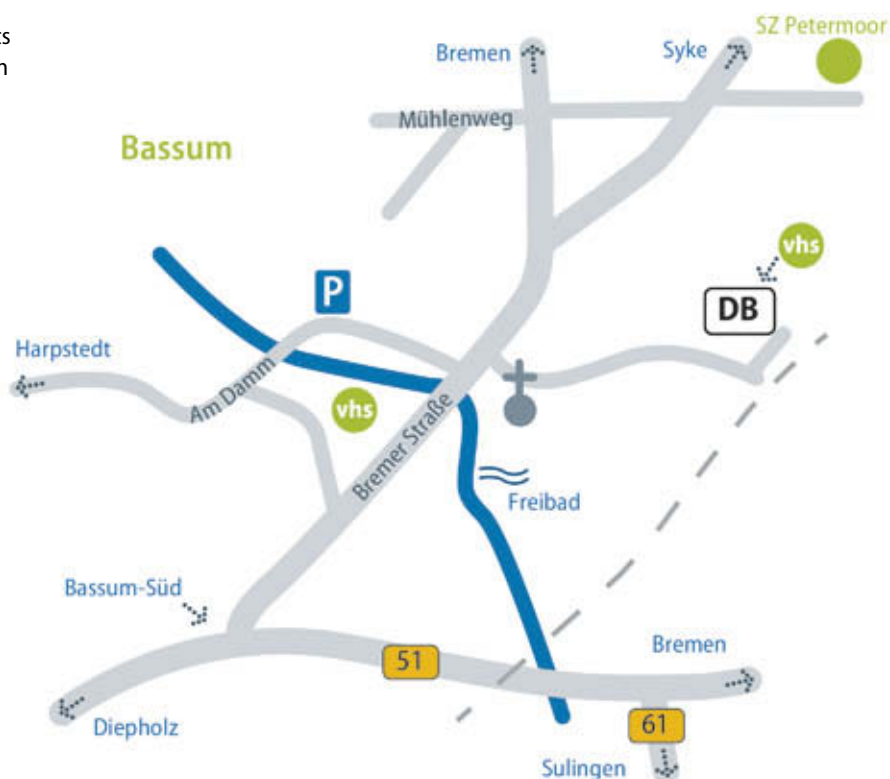 SZ Petermoor
Bremen
Syke
Mühlenweg
Bassum
vhs
P
DB
Harpstedt
Am Damm
vhs
Bremer Straße
Freibad
Bassum-Süd
51
Bremen
Diepholz
61
Sulingen